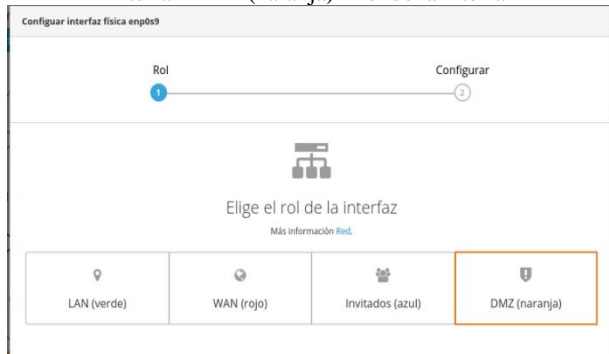 Configuar interfaz física enp0s9
Rol
Configurar
1
2
Elige el rol de la interfaz
Más información Red.
LAN (verde)
WAN (rojo)
Invitados (azul)
DMZ (naranja)